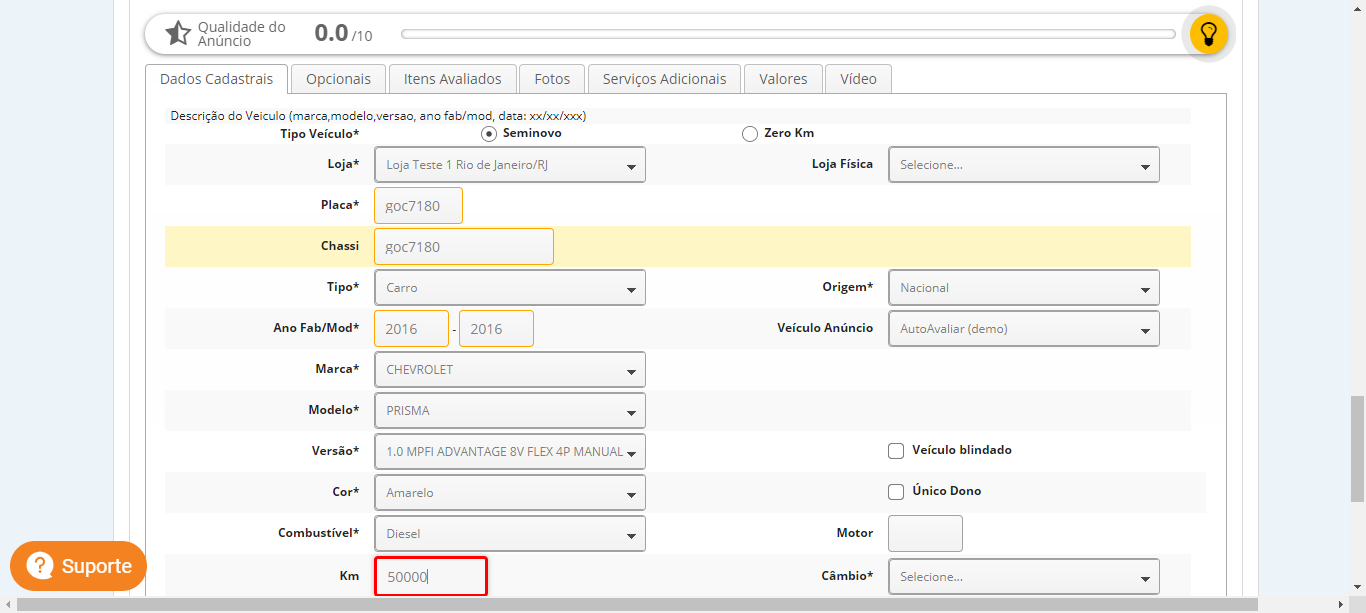 Qualidade do
Anúncio
0.0 /10
Dados Cadastrais Opcionais Itens Avaliados Fotos Serviços Adicionais Valores Vídeo
Descrição do Veiculo (marca,modelo,versao, ano fab/mod, data: xx/xx/xxx)
Tipo Veículo* Seminovo Zero Km
Loja* Loja Teste 1 Rio de Janeiro/RJ Loja Física Selecione...
Placa* goc7180
Chassi goc7180
Tipo* Carro Origem* Nacional
Ano Fab/Mod* 2016 - 2016 Veículo Anúncio AutoAvaliar (demo)
Marca* CHEVROLET
Modelo* PRISMA
Versão* 1.0 MPFI ADVANTAGE 8V FLEX 4P MANUAL Veículo blindado
Cor* Amarelo Único Dono
Combustível* Diesel Motor
Km 50000 Câmbio* Selecione...
? Suporte